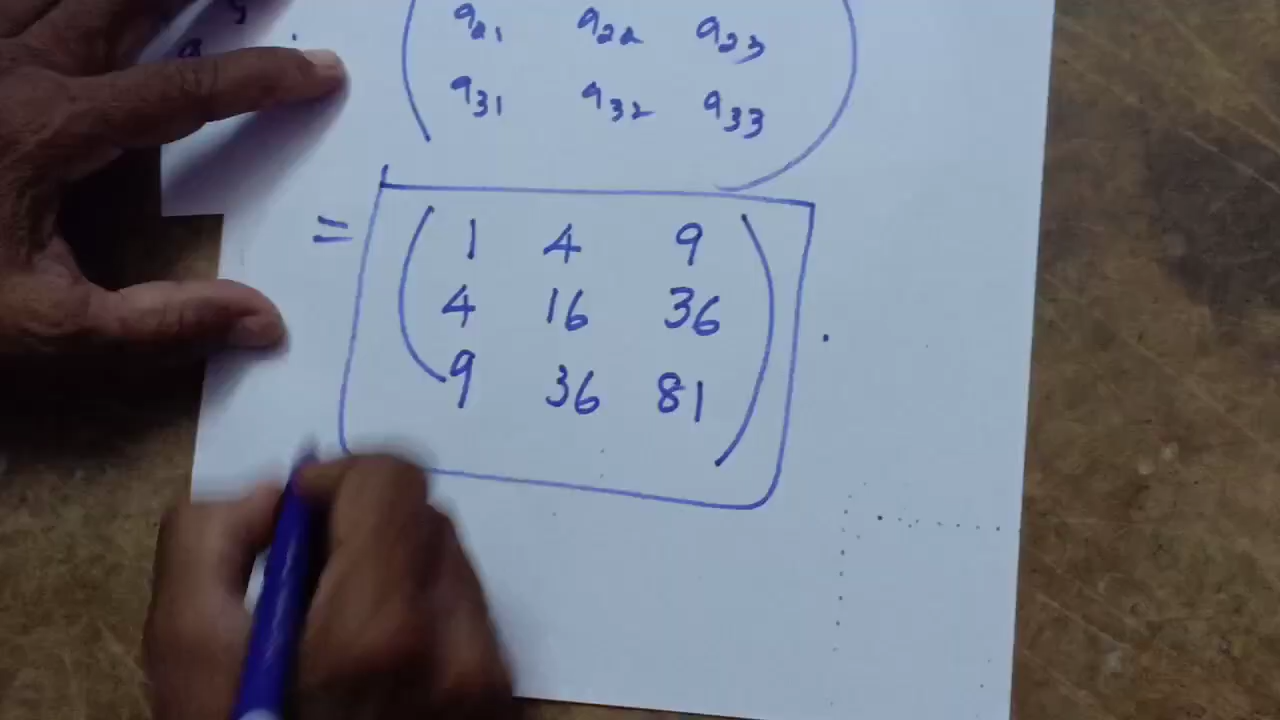 a21 a22 a23
a31 a32 a33
= ( 1 4 9
4 16 36
9 36 81 ) .